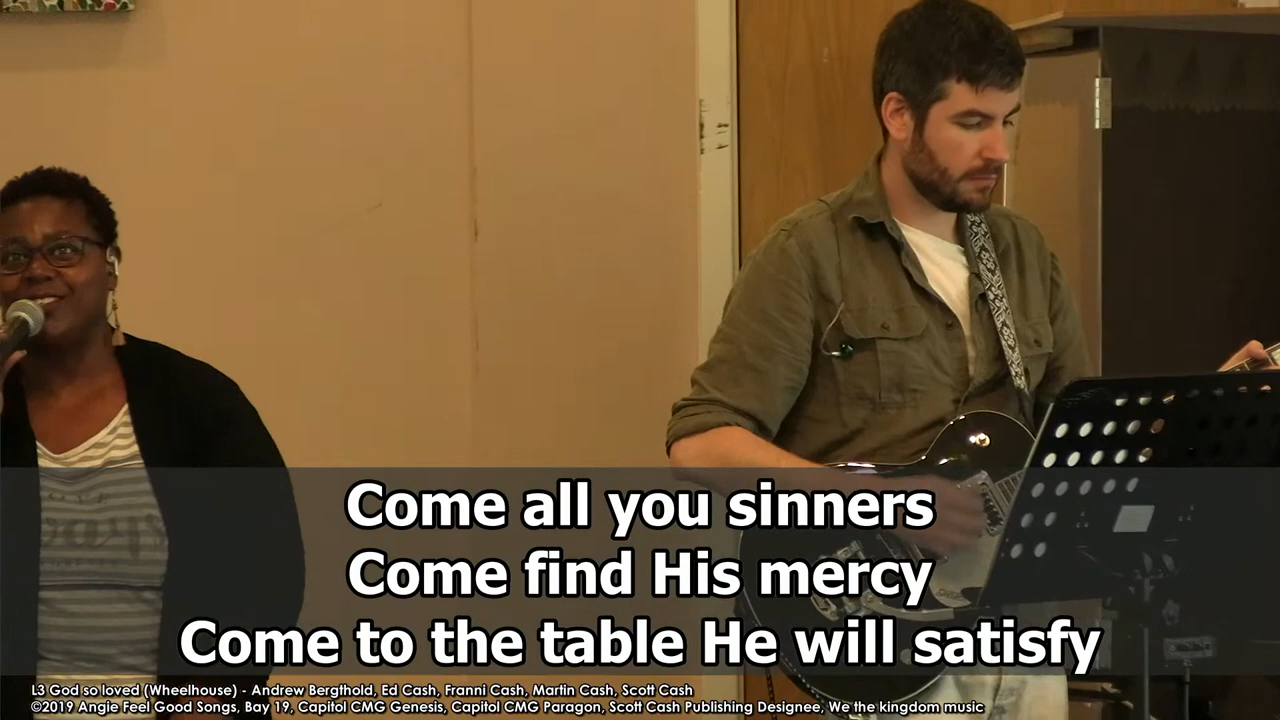 Come all you sinners
Come find His mercy
Come to the table He will satisfy
L3 God so loved (Wheelhouse) - Andrew Bergthold, Ed Cash, Franni Cash, Martin Cash, Scott Cash
©2019 Angie Feel Good Songs, Bay 19, Capitol CMG Genesis, Capitol CMG Paragon, Scott Cash Publishing Designee, We the kingdom music